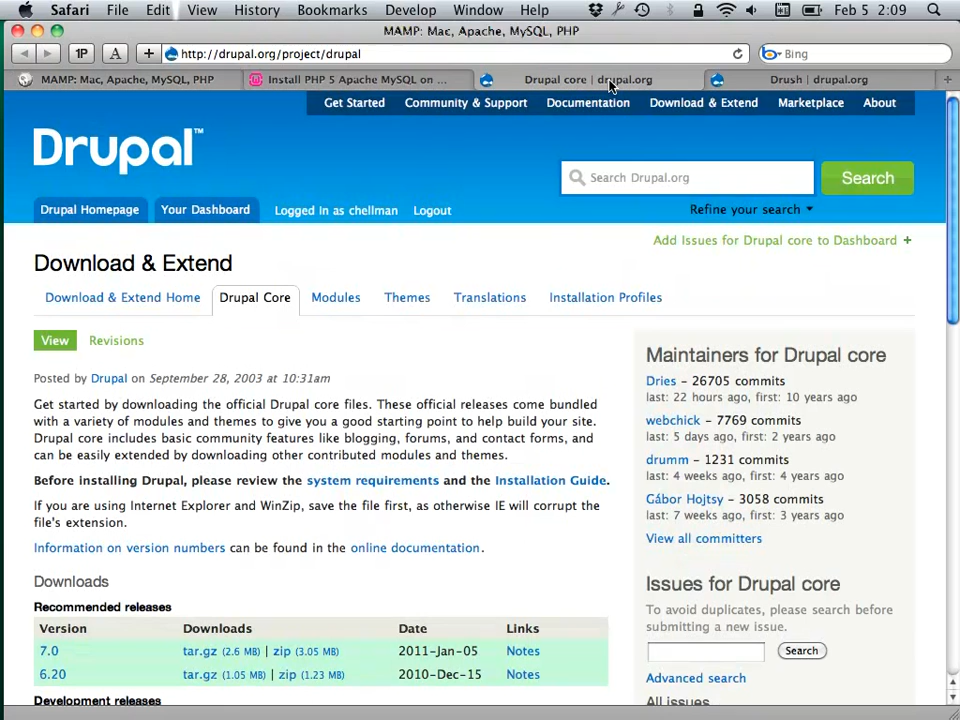 Safari File Edit View History Bookmarks Develop Window Help Feb 5 2:09
MAMP: Mac, Apache, MySQL, PHP
1P A + http://drupal.org/project/drupal Bing
MAMP: Mac, Apache, MySQL, PHP Install PHP 5 Apache MySQL on ... Drupal core | drupal.org Drush | drupal.org +
Get Started Community & Support Documentation Download & Extend Marketplace About
Drupal™
Search Drupal.org Search
Drupal Homepage Your Dashboard Logged in as chellman Logout Refine your search
Add Issues for Drupal core to Dashboard +
Download & Extend
Download & Extend Home Drupal Core Modules Themes Translations Installation Profiles
View Revisions
Posted by Drupal on September 28, 2003 at 10:31am
Get started by downloading the official Drupal core files. These official releases come bundled
with a variety of modules and themes to give you a good starting point to help build your site.
Drupal core includes basic community features like blogging, forums, and contact forms, and
can be easily extended by downloading other contributed modules and themes.
Before installing Drupal, please review the system requirements and the Installation Guide.
If you are using Internet Explorer and WinZip, save the file first, as otherwise IE will corrupt the
file's extension.
Information on version numbers can be found in the online documentation.
Downloads
Recommended releases
Version Downloads Date Links
7.0 tar.gz (2.6 MB) | zip (3.05 MB) 2011-Jan-05 Notes
6.20 tar.gz (1.05 MB) | zip (1.23 MB) 2010-Dec-15 Notes
Development releases
Maintainers for Drupal core
Dries - 26705 commits
last: 22 hours ago, first: 10 years ago
webchick - 7769 commits
last: 5 days ago, first: 2 years ago
drumm - 1231 commits
last: 4 weeks ago, first: 4 years ago
Gábor Hojtsy - 3058 commits
last: 7 weeks ago, first: 3 years ago
View all committers
Issues for Drupal core
To avoid duplicates, please search before
submitting a new issue.
Search
Advanced search
All issues